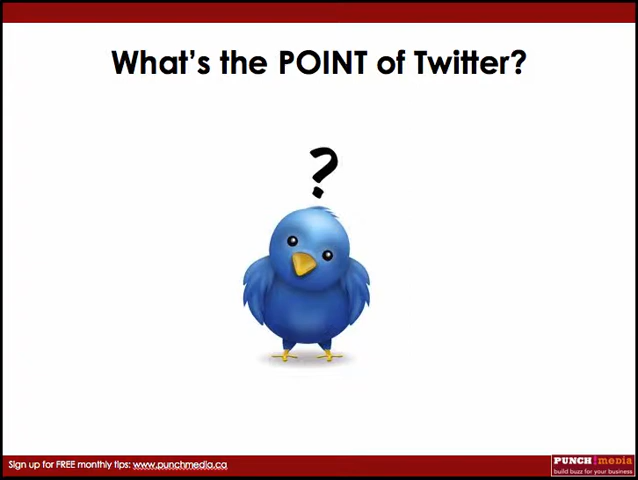 What's the POINT of Twitter?
?
Sign up for FREE monthly tips: www.punchmedia.ca
PUNCH!media
build buzz for your business